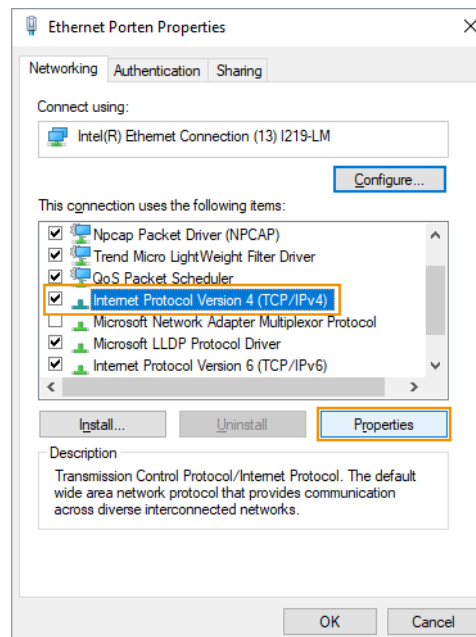 Ethernet Porten Properties
Networking Authentication Sharing
Connect using:
Intel(R) Ethernet Connection (13) I219-LM
Configure...
This connection uses the following items:
Npcap Packet Driver (NPCAP)
Trend Micro LightWeight Filter Driver
QoS Packet Scheduler
Internet Protocol Version 4 (TCP/IPv4)
Microsoft Network Adapter Multiplexor Protocol
Microsoft LLDP Protocol Driver
Internet Protocol Version 6 (TCP/IPv6)
Install... Uninstall Properties
Description
Transmission Control Protocol/Internet Protocol. The default
wide area network protocol that provides communication
across diverse interconnected networks.
OK Cancel